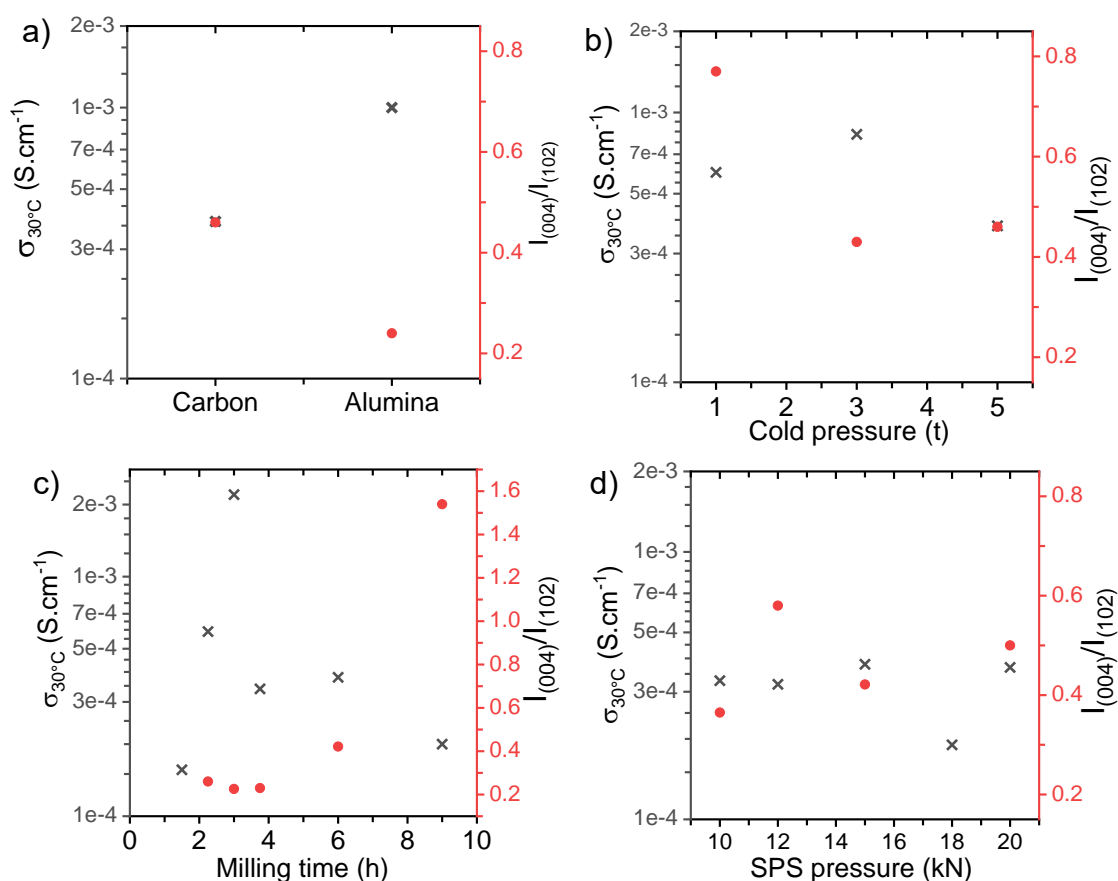 a)
2e-3
1e-3
7e-4
5e-4
3e-4
1e-4
σ30°C (S.cm-1)
0.8
0.6
0.4
0.2
I(004)/I(102)
Carbon Alumina
b)
2e-3
1e-3
7e-4
5e-4
3e-4
1e-4
σ30°C (S.cm-1)
0.8
0.6
0.4
0.2
I(004)/I(102)
1 2 3 4 5
Cold pressure (t)
c)
2e-3
1e-3
7e-4
5e-4
3e-4
1e-4
σ30°C (S.cm-1)
1.6
1.4
1.2
1.0
0.8
0.6
0.4
0.2
I(004)/I(102)
0 2 4 6 8 10
Milling time (h)
d)
2e-3
1e-3
7e-4
5e-4
3e-4
1e-4
σ30°C (S.cm-1)
0.8
0.6
0.4
0.2
I(004)/I(102)
10 12 15 18 20
SPS pressure (kN)